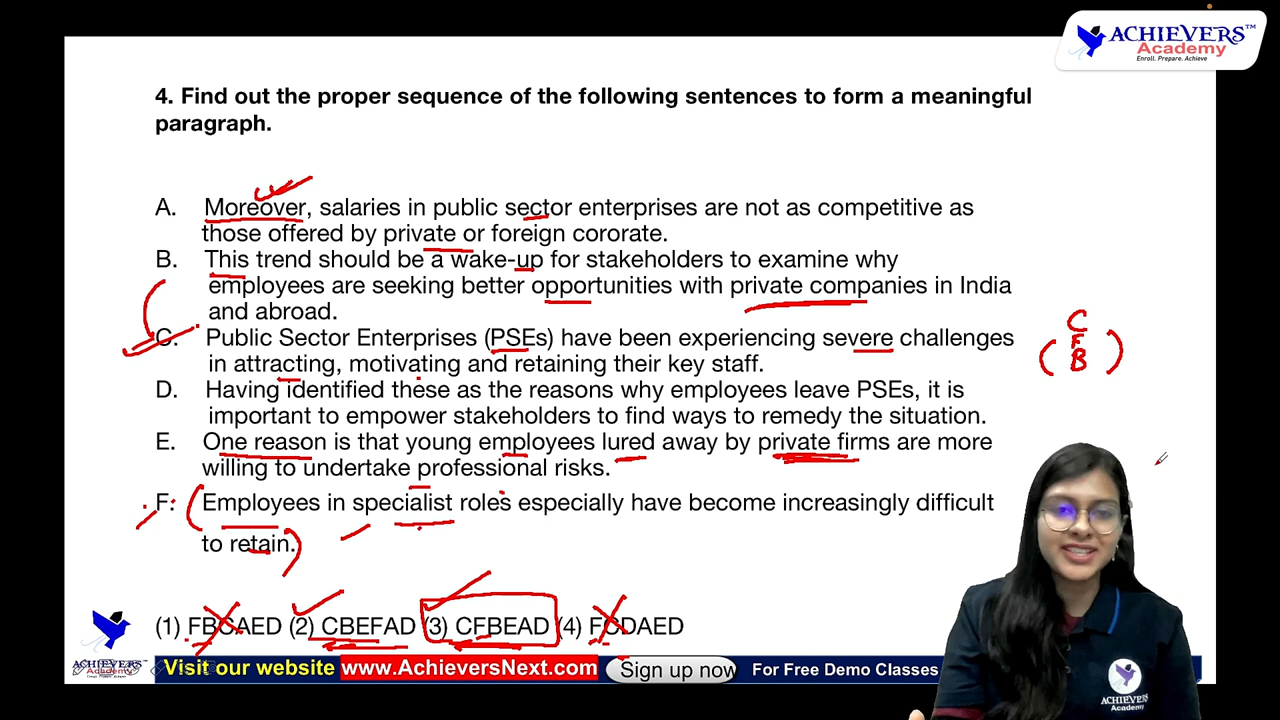 ACHIEVERS™
Academy
Enroll. Prepare. Achieve
4. Find out the proper sequence of the following sentences to form a meaningful
paragraph.
A. Moreover, salaries in public sector enterprises are not as competitive as
those offered by private or foreign cororate.
B. This trend should be a wake-up for stakeholders to examine why
employees are seeking better opportunities with private companies in India
and abroad.
C. Public Sector Enterprises (PSEs) have been experiencing severe challenges
in attracting, motivating and retaining their key staff.
C
F
B
D. Having identified these as the reasons why employees leave PSEs, it is
important to empower stakeholders to find ways to remedy the situation.
E. One reason is that young employees lured away by private firms are more
willing to undertake professional risks.
F. Employees in specialist roles especially have become increasingly difficult
to retain.
(1) FBCAED (2) CBEFAD (3) CFBEAD (4) FCDAED
ACHIEVERS
Academy
Visit our website www.AchieversNext.com Sign up now For Free Demo Classes
ACHIEVERS
Academy